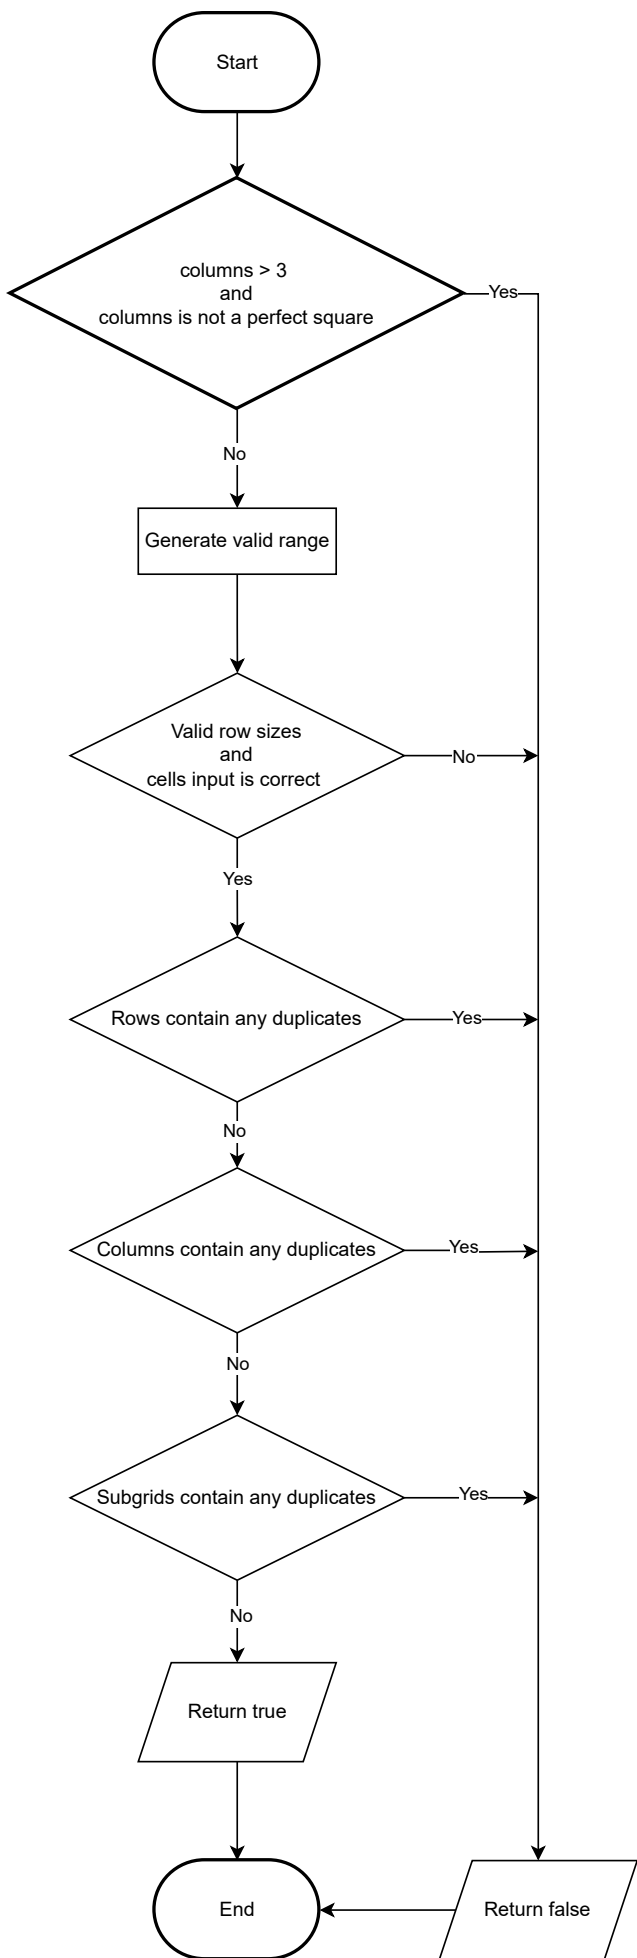 Start
columns > 3
and
columns is not a perfect square
Yes
No
Generate valid range
Valid row sizes
and
cells input is correct
No
Yes
Rows contain any duplicates
Yes
No
Columns contain any duplicates
Yes
No
Subgrids contain any duplicates
Yes
No
Return true
End
Return false